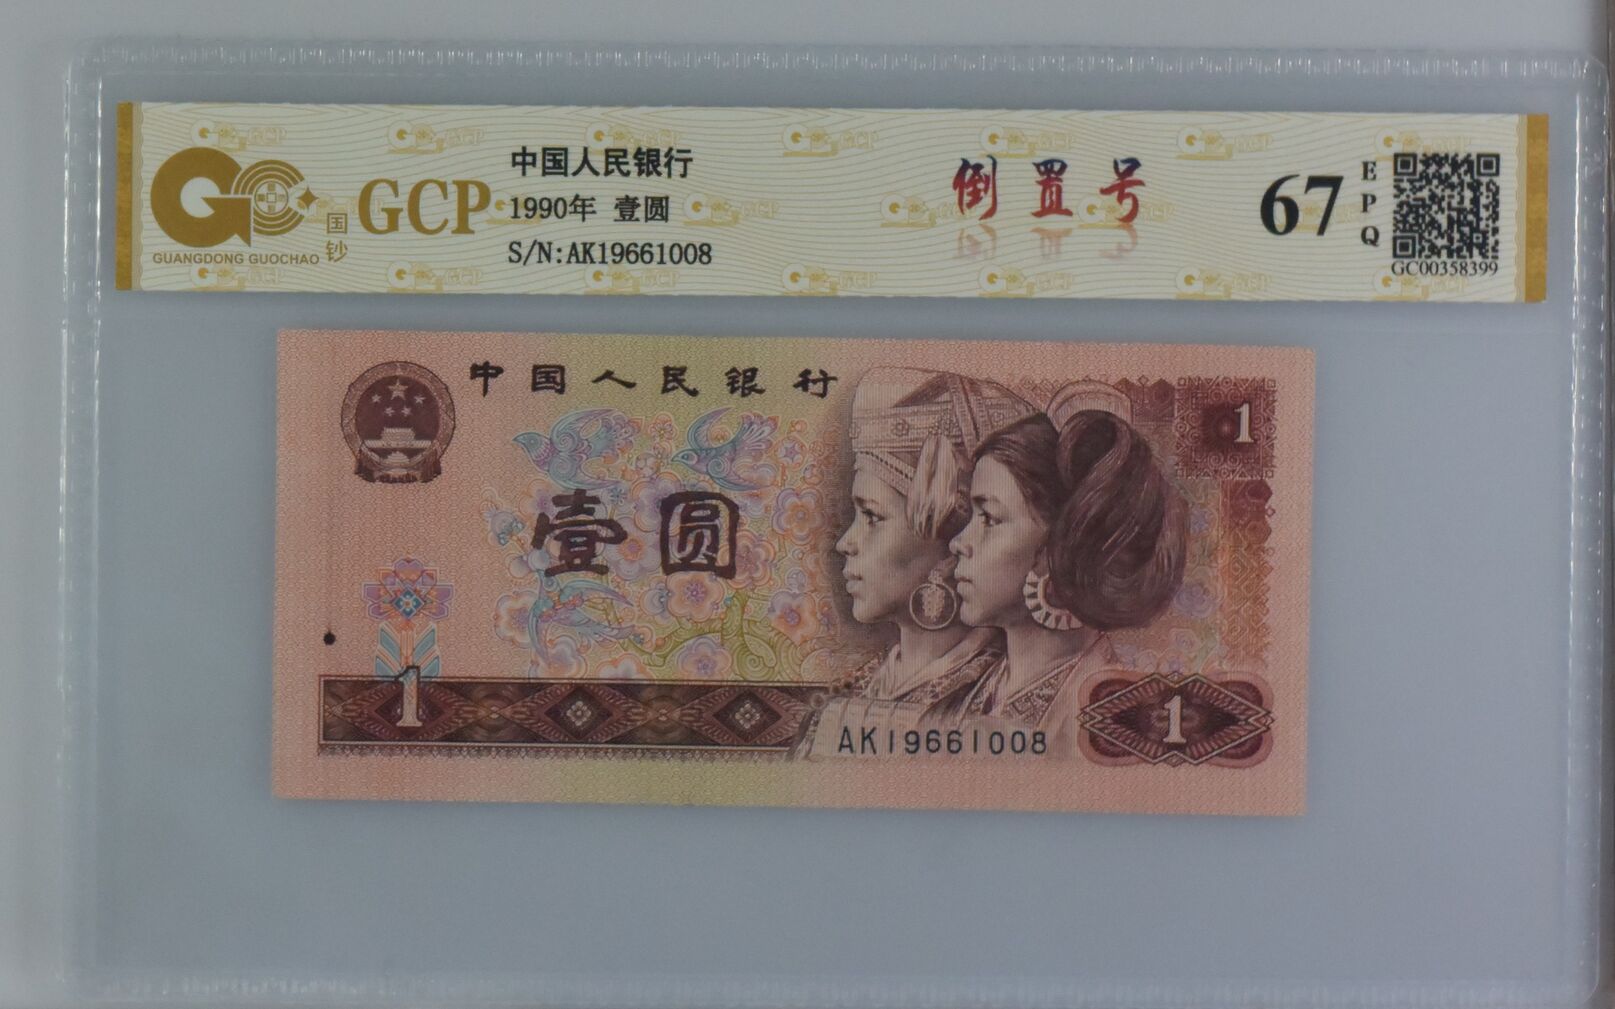 GCP
GUANGDONG GUOCHAO
国钞
中国人民银行
1990年 壹圆
S/N:AK19661008
倒置号
67
EPQ
GC00358399
中国人民银行
1
壹圆
1
AK19661008
1